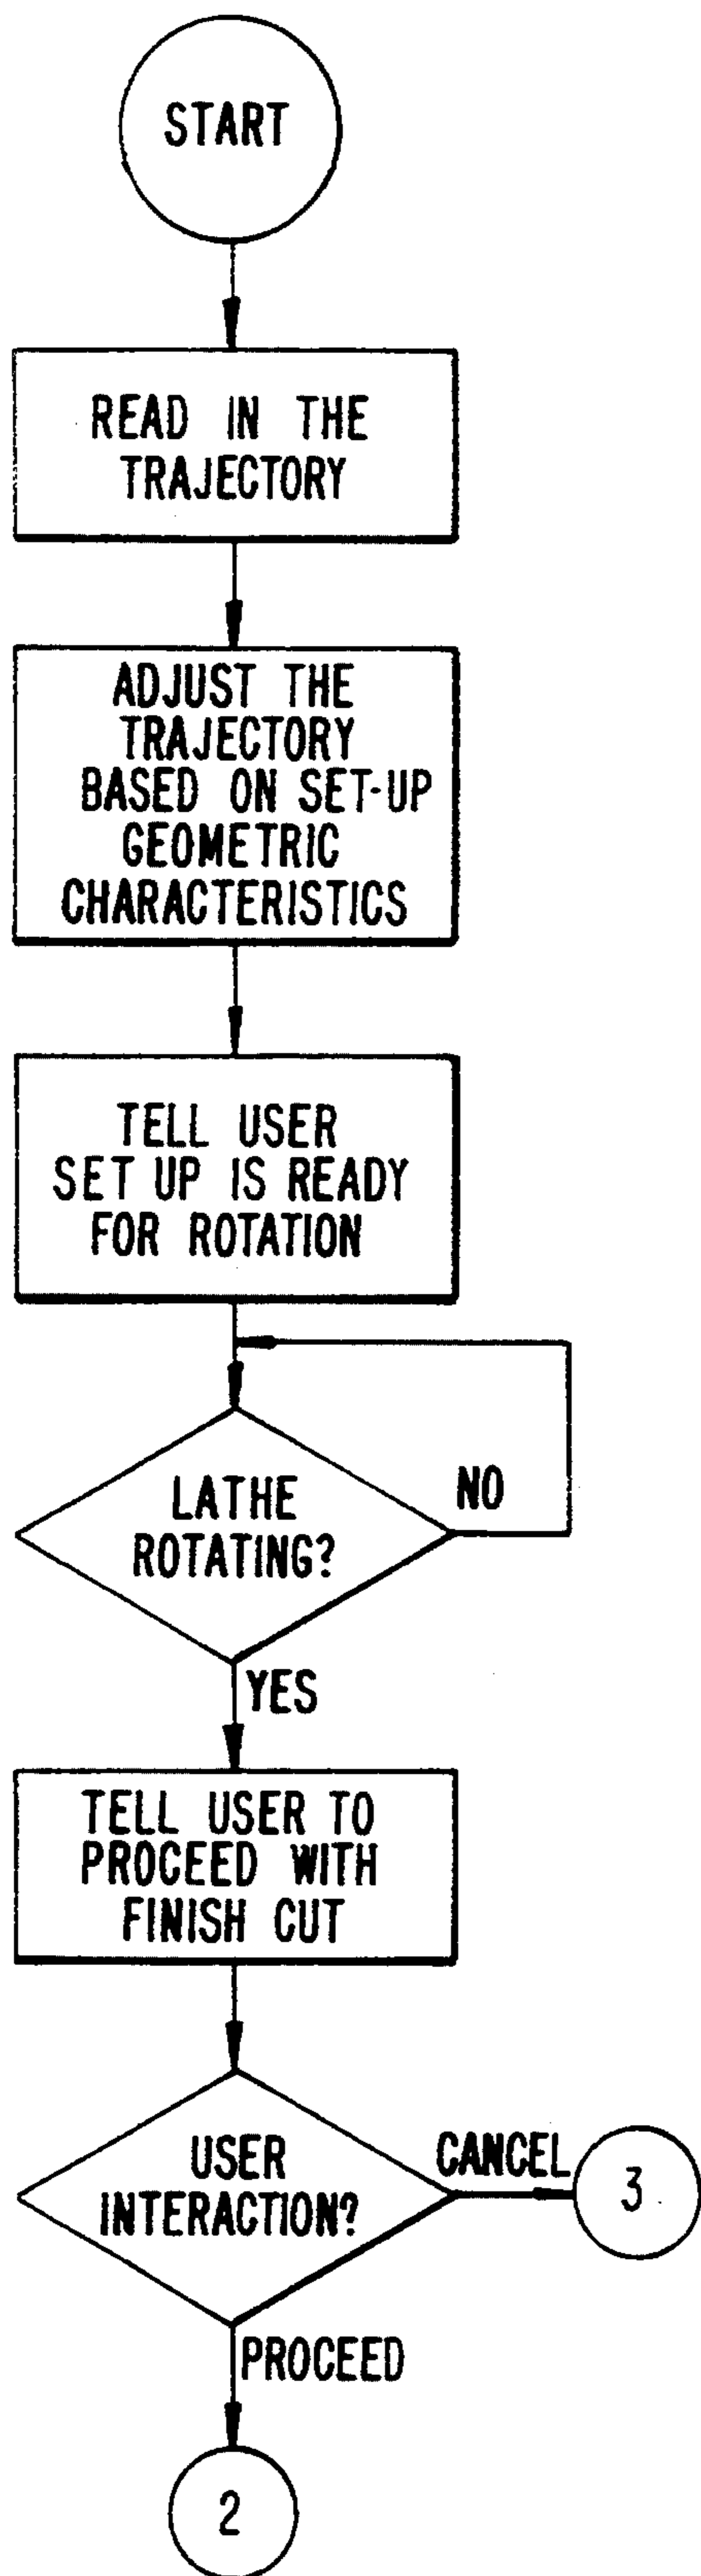 START
READ IN THE
TRAJECTORY
ADJUST THE
TRAJECTORY
BASED ON SET-UP
GEOMETRIC
CHARACTERISTICS
TELL USER
SET UP IS READY
FOR ROTATION
LATHE
ROTATING?
NO
YES
TELL USER TO
PROCEED WITH
FINISH CUT
USER
INTERACTION?
CANCEL
3
PROCEED
2